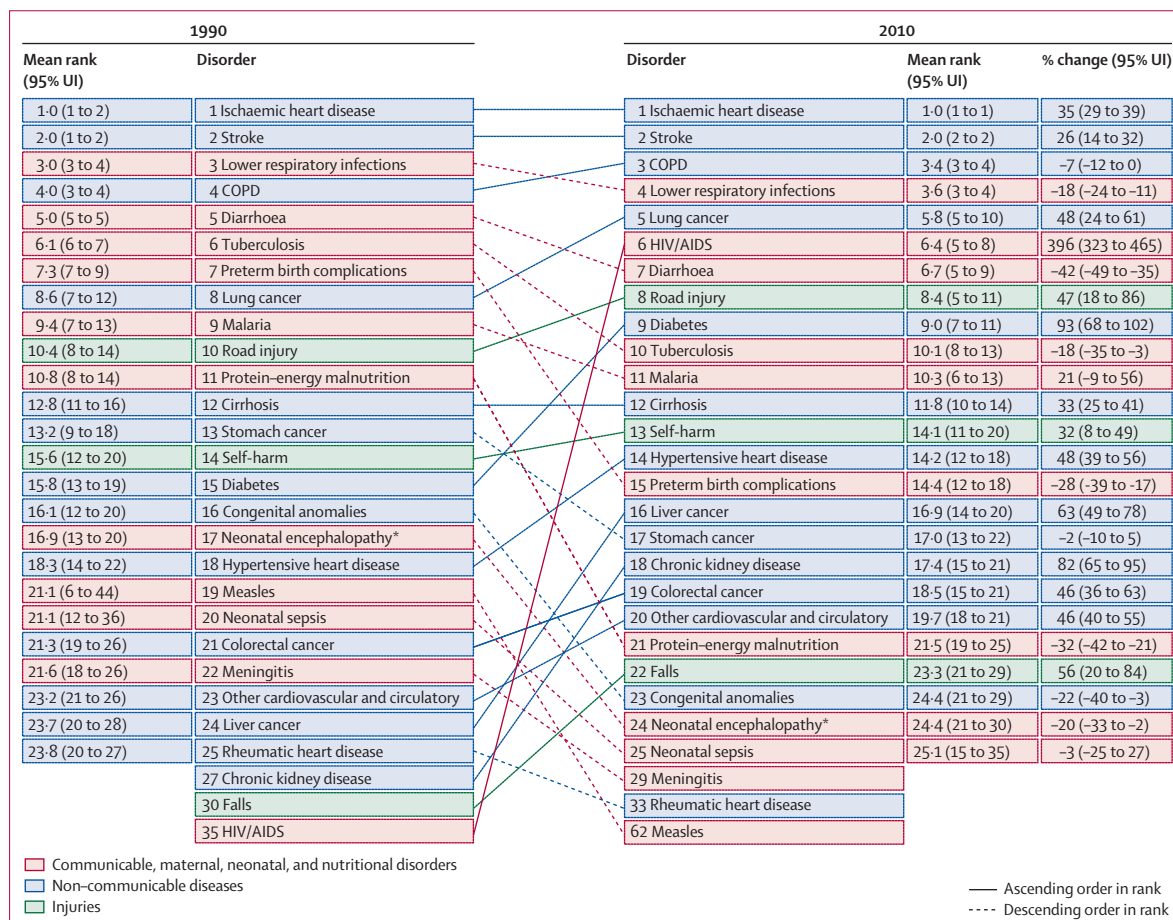 1990
2010
Mean rank
(95% UI)
Disorder
Disorder
Mean rank
(95% UI)
% change (95% UI)
1·0 (1 to 2) 1 Ischaemic heart disease 1 Ischaemic heart disease 1·0 (1 to 1) 35 (29 to 39)
2·0 (1 to 2) 2 Stroke 2 Stroke 2·0 (2 to 2) 26 (14 to 32)
3·0 (3 to 4) 3 Lower respiratory infections 3 COPD 3·4 (3 to 4) –7 (–12 to 0)
4·0 (3 to 4) 4 COPD 4 Lower respiratory infections 3·6 (3 to 4) –18 (–24 to –11)
5·0 (5 to 5) 5 Diarrhoea 5 Lung cancer 5·8 (5 to 10) 48 (24 to 61)
6·1 (6 to 7) 6 Tuberculosis 6 HIV/AIDS 6·4 (5 to 8) 396 (323 to 465)
7·3 (7 to 9) 7 Preterm birth complications 7 Diarrhoea 6·7 (5 to 9) –42 (–49 to –35)
8·6 (7 to 12) 8 Lung cancer 8 Road injury 8·4 (5 to 11) 47 (18 to 86)
9·4 (7 to 13) 9 Malaria 9 Diabetes 9·0 (7 to 11) 93 (68 to 102)
10·4 (8 to 14) 10 Road injury 10 Tuberculosis 10·1 (8 to 13) –18 (–35 to –3)
10·8 (8 to 14) 11 Protein–energy malnutrition 11 Malaria 10·3 (6 to 13) 21 (–9 to 56)
12·8 (11 to 16) 12 Cirrhosis 12 Cirrhosis 11·8 (10 to 14) 33 (25 to 41)
13·2 (9 to 18) 13 Stomach cancer 13 Self-harm 14·1 (11 to 20) 32 (8 to 49)
15·6 (12 to 20) 14 Self-harm 14 Hypertensive heart disease 14·2 (12 to 18) 48 (39 to 56)
15·8 (13 to 19) 15 Diabetes 15 Preterm birth complications 14·4 (12 to 18) –28 (-39 to -17)
16·1 (12 to 20) 16 Congenital anomalies 16 Liver cancer 16·9 (14 to 20) 63 (49 to 78)
16·9 (13 to 20) 17 Neonatal encephalopathy* 17 Stomach cancer 17·0 (13 to 22) –2 (–10 to 5)
18·3 (14 to 22) 18 Hypertensive heart disease 18 Chronic kidney disease 17·4 (15 to 21) 82 (65 to 95)
21·1 (6 to 44) 19 Measles 19 Colorectal cancer 18·5 (15 to 21) 46 (36 to 63)
21·1 (12 to 36) 20 Neonatal sepsis 20 Other cardiovascular and circulatory 19·7 (18 to 21) 46 (40 to 55)
21·3 (19 to 26) 21 Colorectal cancer 21 Protein–energy malnutrition 21·5 (19 to 25) –32 (–42 to –21)
21·6 (18 to 26) 22 Meningitis 22 Falls 23·3 (21 to 29) 56 (20 to 84)
23·2 (21 to 26) 23 Other cardiovascular and circulatory 23 Congenital anomalies 24·4 (21 to 29) –22 (–40 to –3)
23·7 (20 to 28) 24 Liver cancer 24 Neonatal encephalopathy* 24·4 (21 to 30) –20 (–33 to –2)
23·8 (20 to 27) 25 Rheumatic heart disease 25 Neonatal sepsis 25·1 (15 to 35) –3 (–25 to 27)
27 Chronic kidney disease 29 Meningitis
30 Falls 33 Rheumatic heart disease
35 HIV/AIDS 62 Measles
Communicable, maternal, neonatal, and nutritional disorders
Non–communicable diseases
Injuries
Ascending order in rank
Descending order in rank